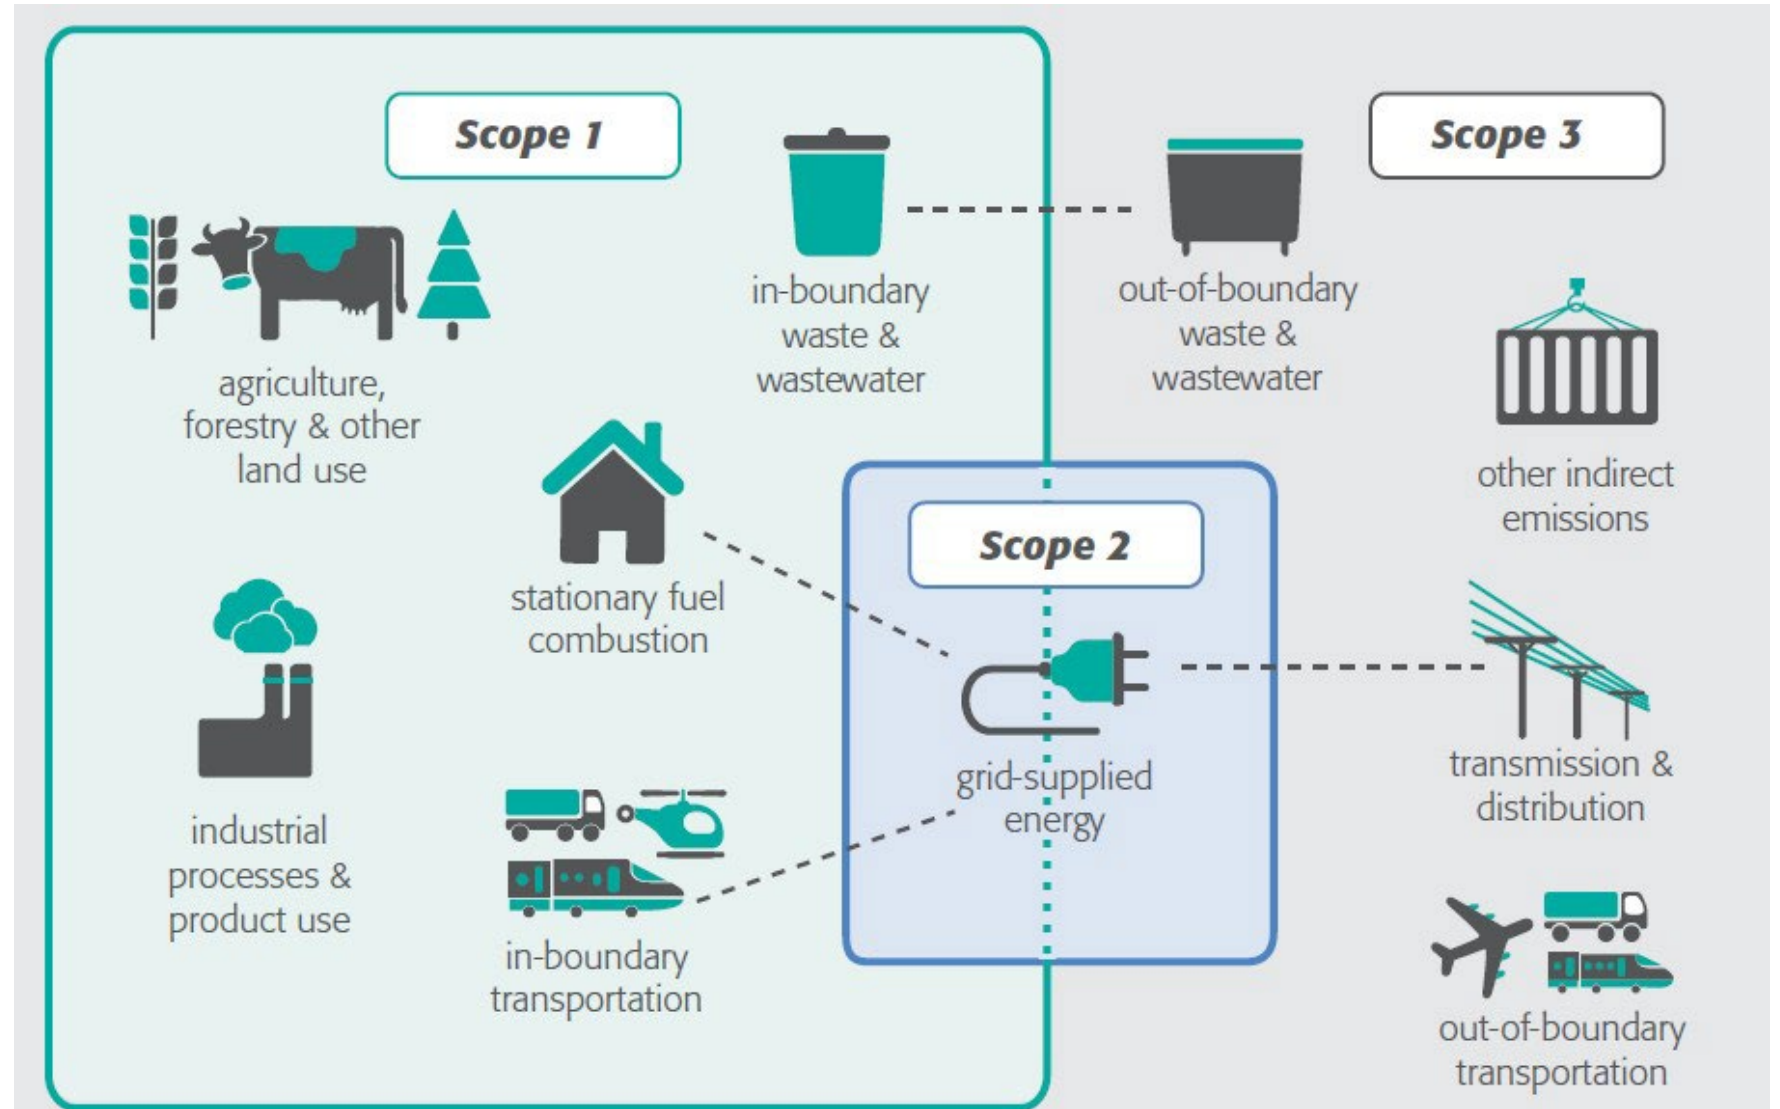 Scope 1
Scope 3
in-boundary
waste &
wastewater
out-of-boundary
waste &
wastewater
agriculture,
forestry & other
land use
other indirect
emissions
Scope 2
stationary fuel
combustion
grid-supplied
energy
transmission &
distribution
industrial
processes &
product use
in-boundary
transportation
out-of-boundary
transportation